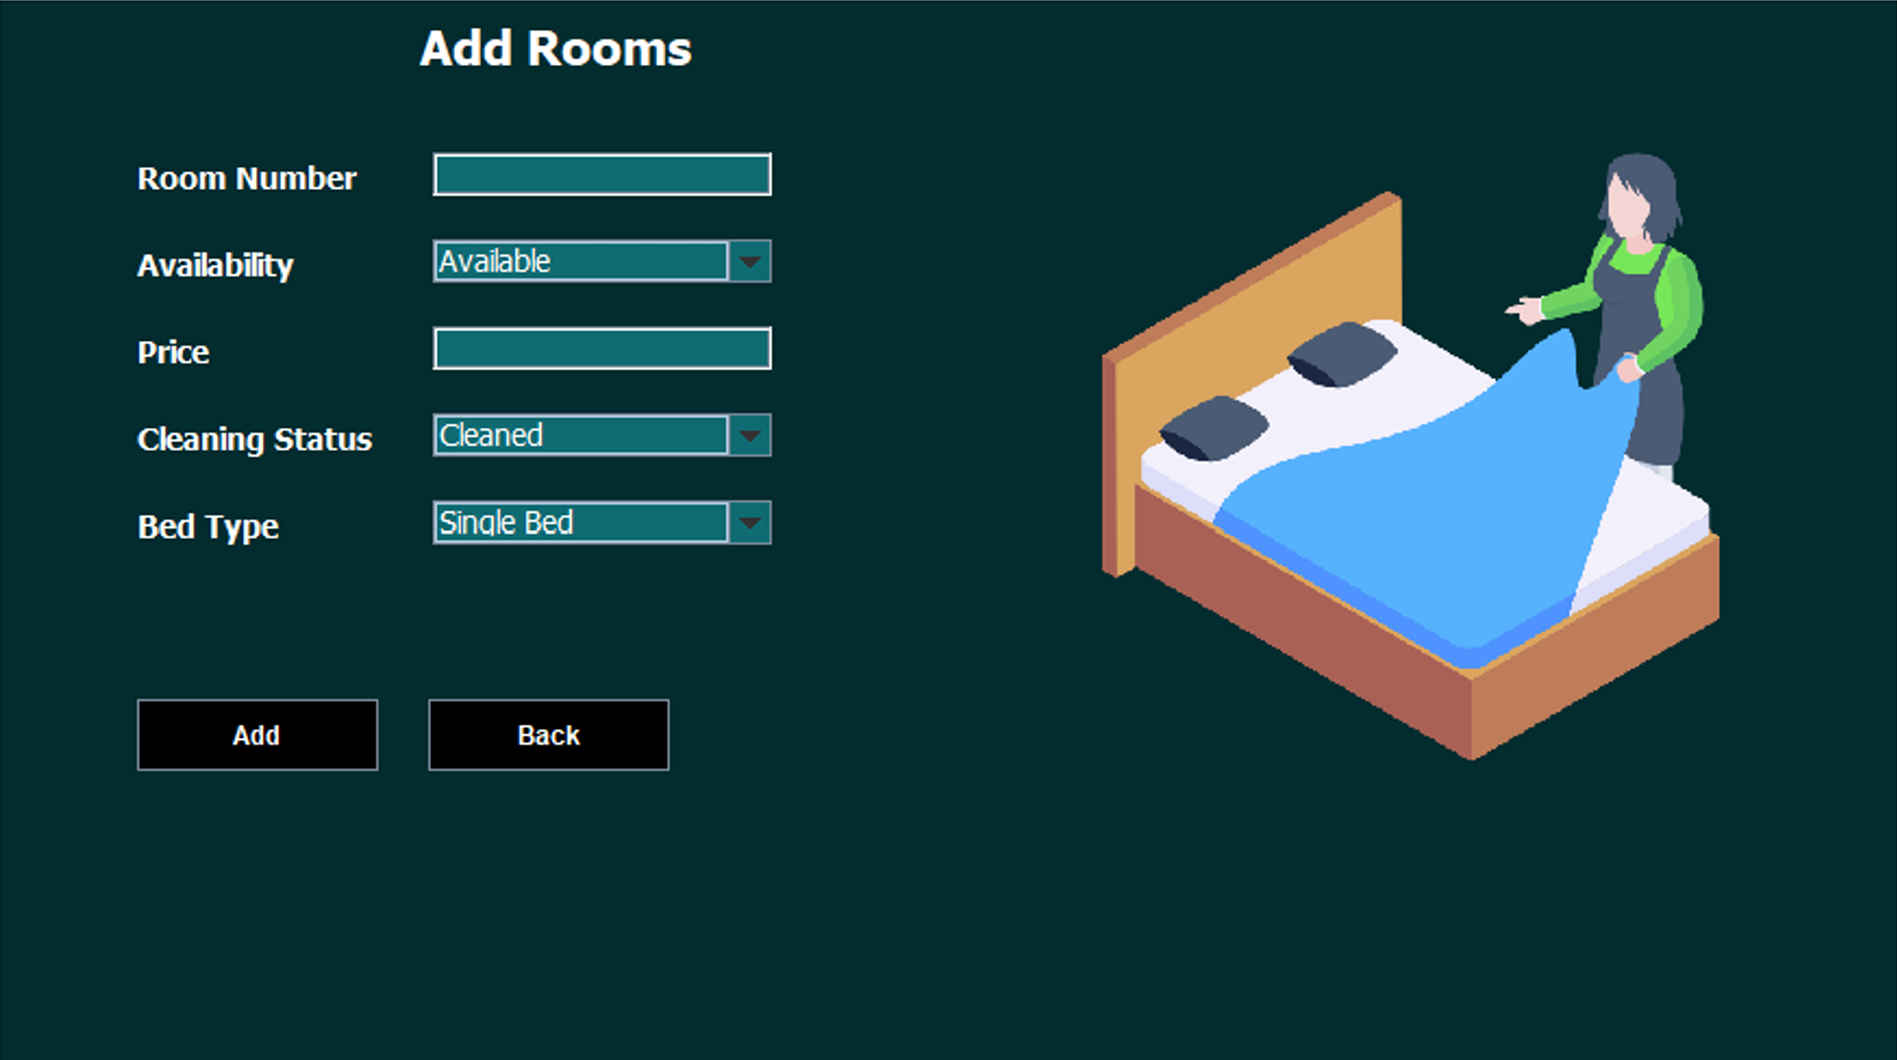 Add Rooms
Room Number
Availability Available
Price
Cleaning Status Cleaned
Bed Type Single Bed
Add Back